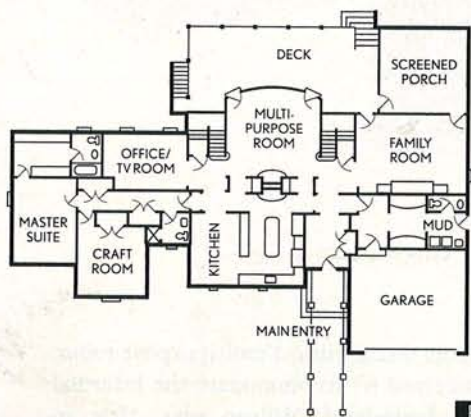 DECK
SCREENED
PORCH
MULTI-
PURPOSE
ROOM
OFFICE/
TV ROOM
FAMILY
ROOM
MASTER
SUITE
CRAFT
ROOM
KITCHEN
MUD
GARAGE
MAIN ENTRY